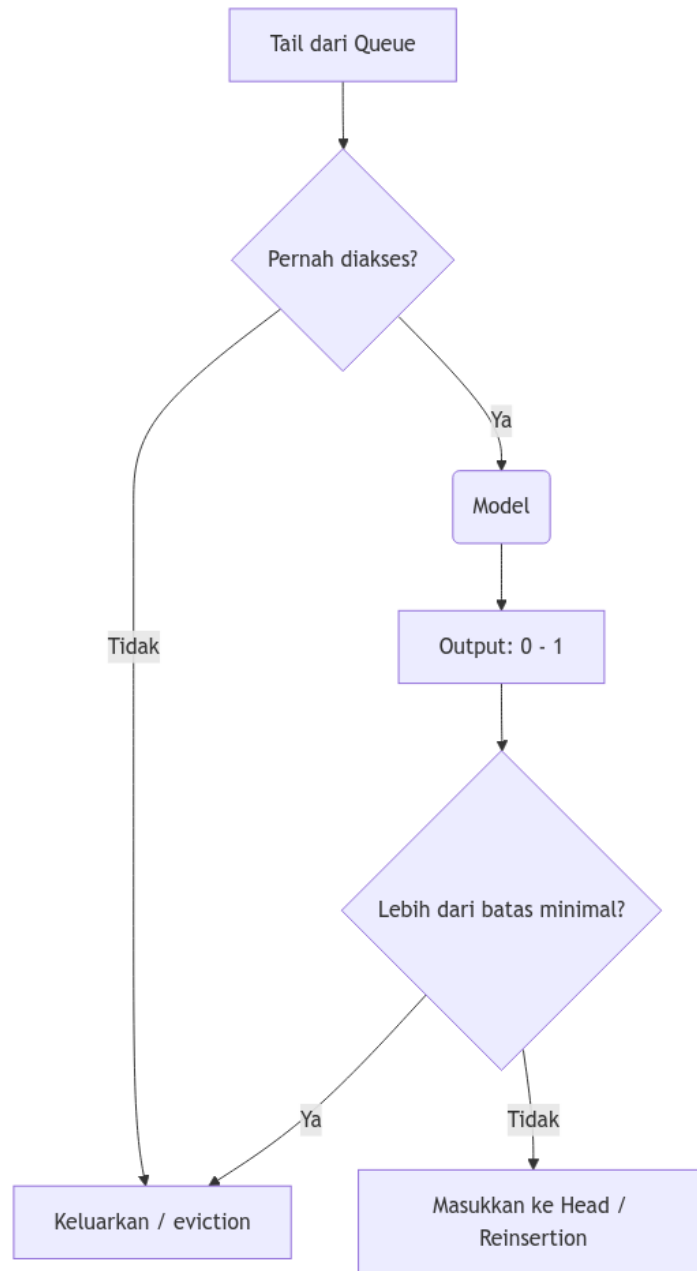 Tail dari Queue
Pernah diakses?
Ya
Model
Output: 0 - 1
Tidak
Lebih dari batas minimal?
Ya
Tidak
Keluarkan / eviction
Masukkan ke Head /
Reinsertion